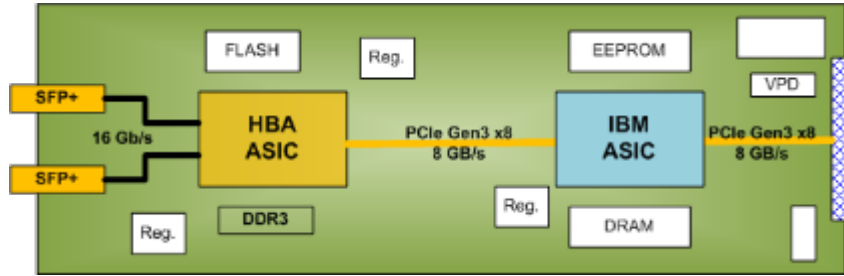 FLASH
Reg.
EEPROM
VPD
SFP+
16 Gb/s
SFP+
HBA
ASIC
PCIe Gen3 x8
8 GB/s
IBM
ASIC
PCIe Gen3 x8
8 GB/s
Reg.
DDR3
Reg.
DRAM